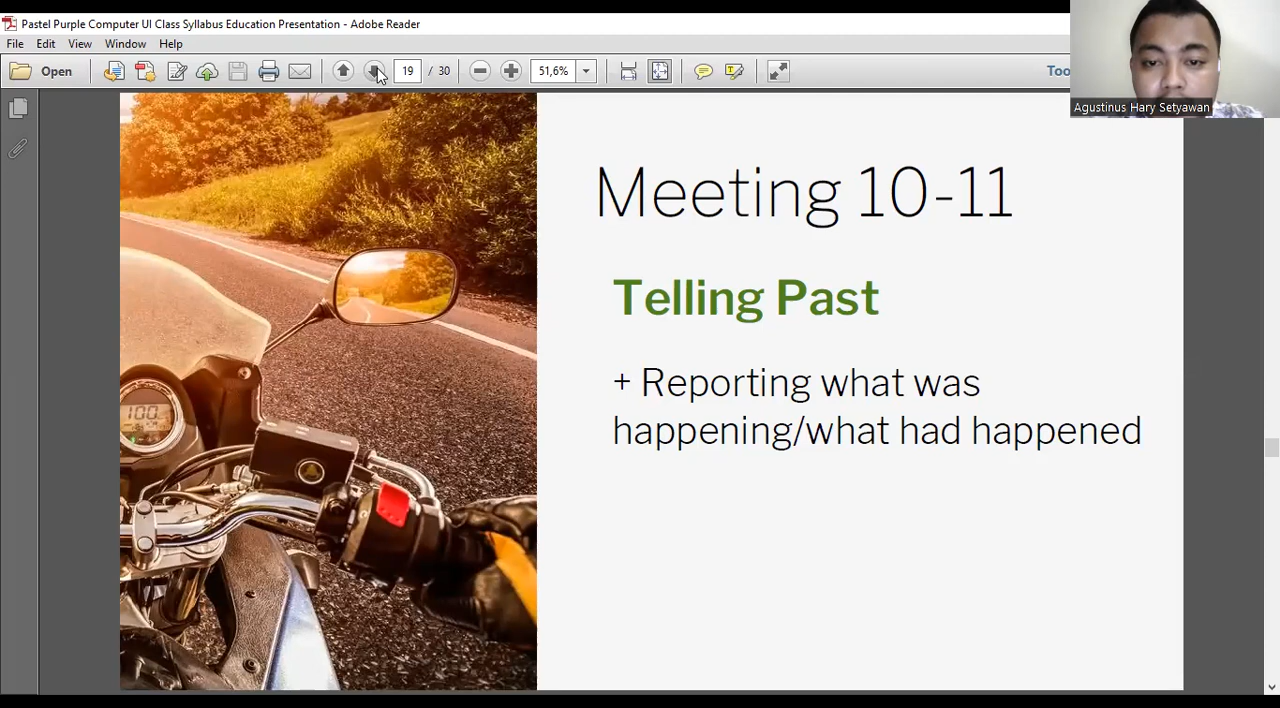 Pastel Purple Computer UI Class Syllabus Education Presentation - Adobe Reader
File Edit View Window Help
Open 19 / 30 51,6% Too
Agustinus Hary Setyawan
Meeting 10-11
Telling Past
+ Reporting what was
happening/what had happened
100